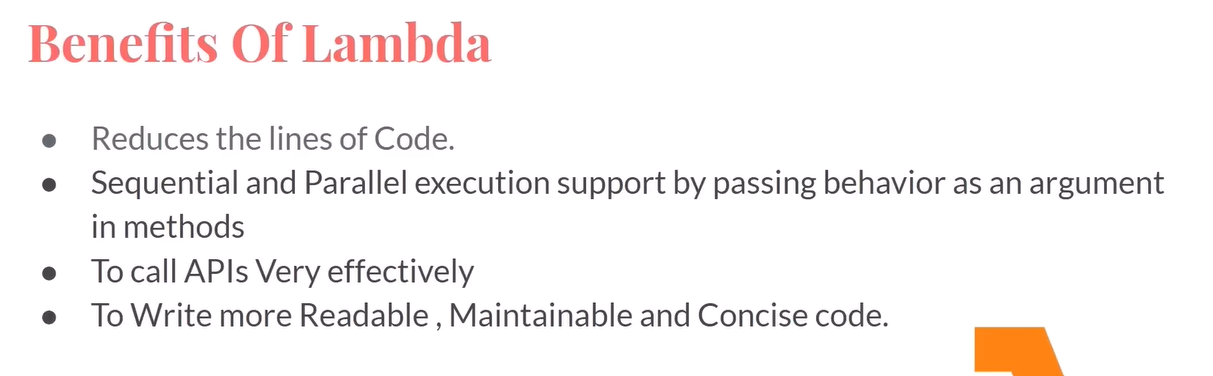 Benefits Of Lambda
● Reduces the lines of Code.
● Sequential and Parallel execution support by passing behavior as an argument
in methods
● To call APIs Very effectively
● To Write more Readable , Maintainable and Concise code.